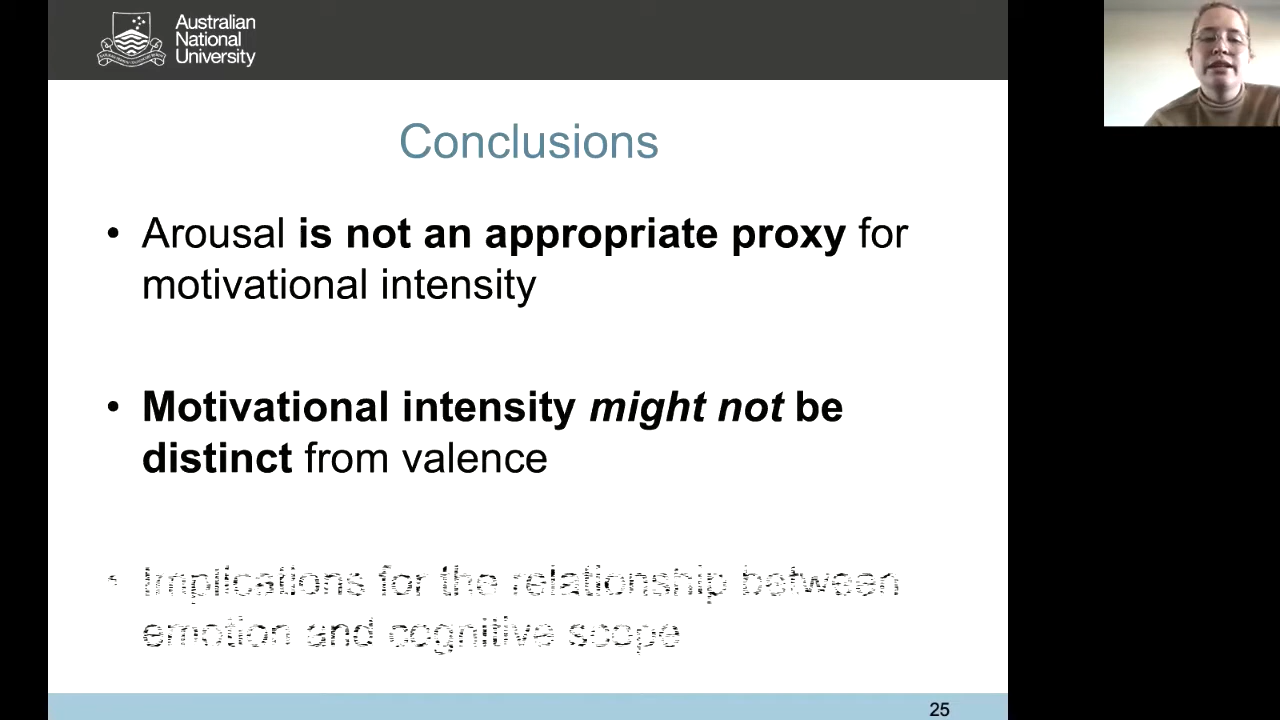 Australian
National
University
Conclusions
• Arousal is not an appropriate proxy for
motivational intensity
• Motivational intensity might not be
distinct from valence
• Implications for the relationship between
emotion and cognitive scope
25